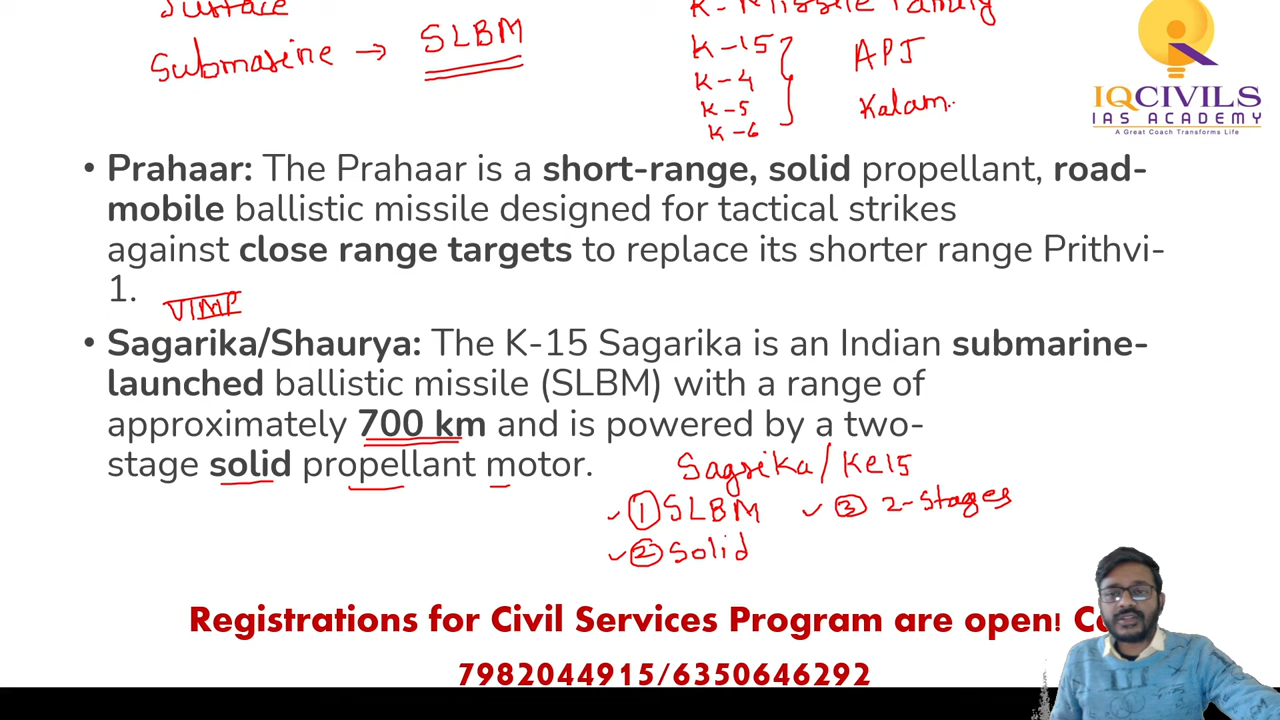 Surface
K-Missile family
Submarine → SLBM
K-15
K-4
K-5
K-6
APJ
Kalam..
IQCIVILS
IAS ACADEMY
A Great Coach Transforms Life
• Prahaar: The Prahaar is a short-range, solid propellant, road-
mobile ballistic missile designed for tactical strikes
against close range targets to replace its shorter range Prithvi-
1.
VIMP
• Sagarika/Shaurya: The K-15 Sagarika is an Indian submarine-
launched ballistic missile (SLBM) with a range of
approximately 700 km and is powered by a two-
stage solid propellant motor.
Sagrika/Ke15
① SLBM
③ 2-Stages
② Solid
Registrations for Civil Services Program are open!
7982044915/6350646292